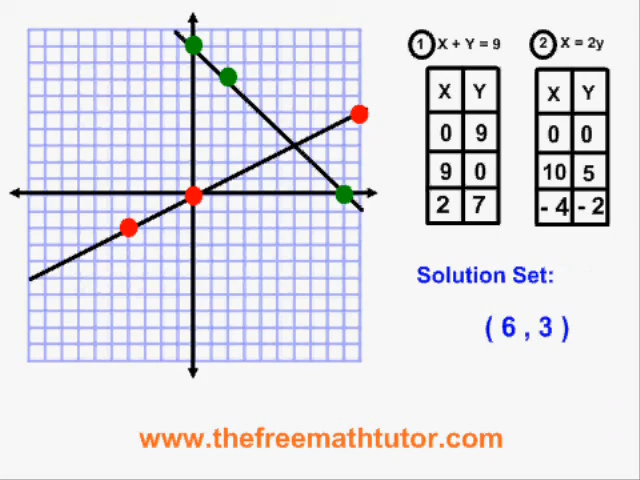 1 X + Y = 9
X Y
0 9
9 0
2 7
2 X = 2y
X Y
0 0
10 5
- 4 - 2
Solution Set:
( 6 , 3 )
www.thefreemathtutor.com